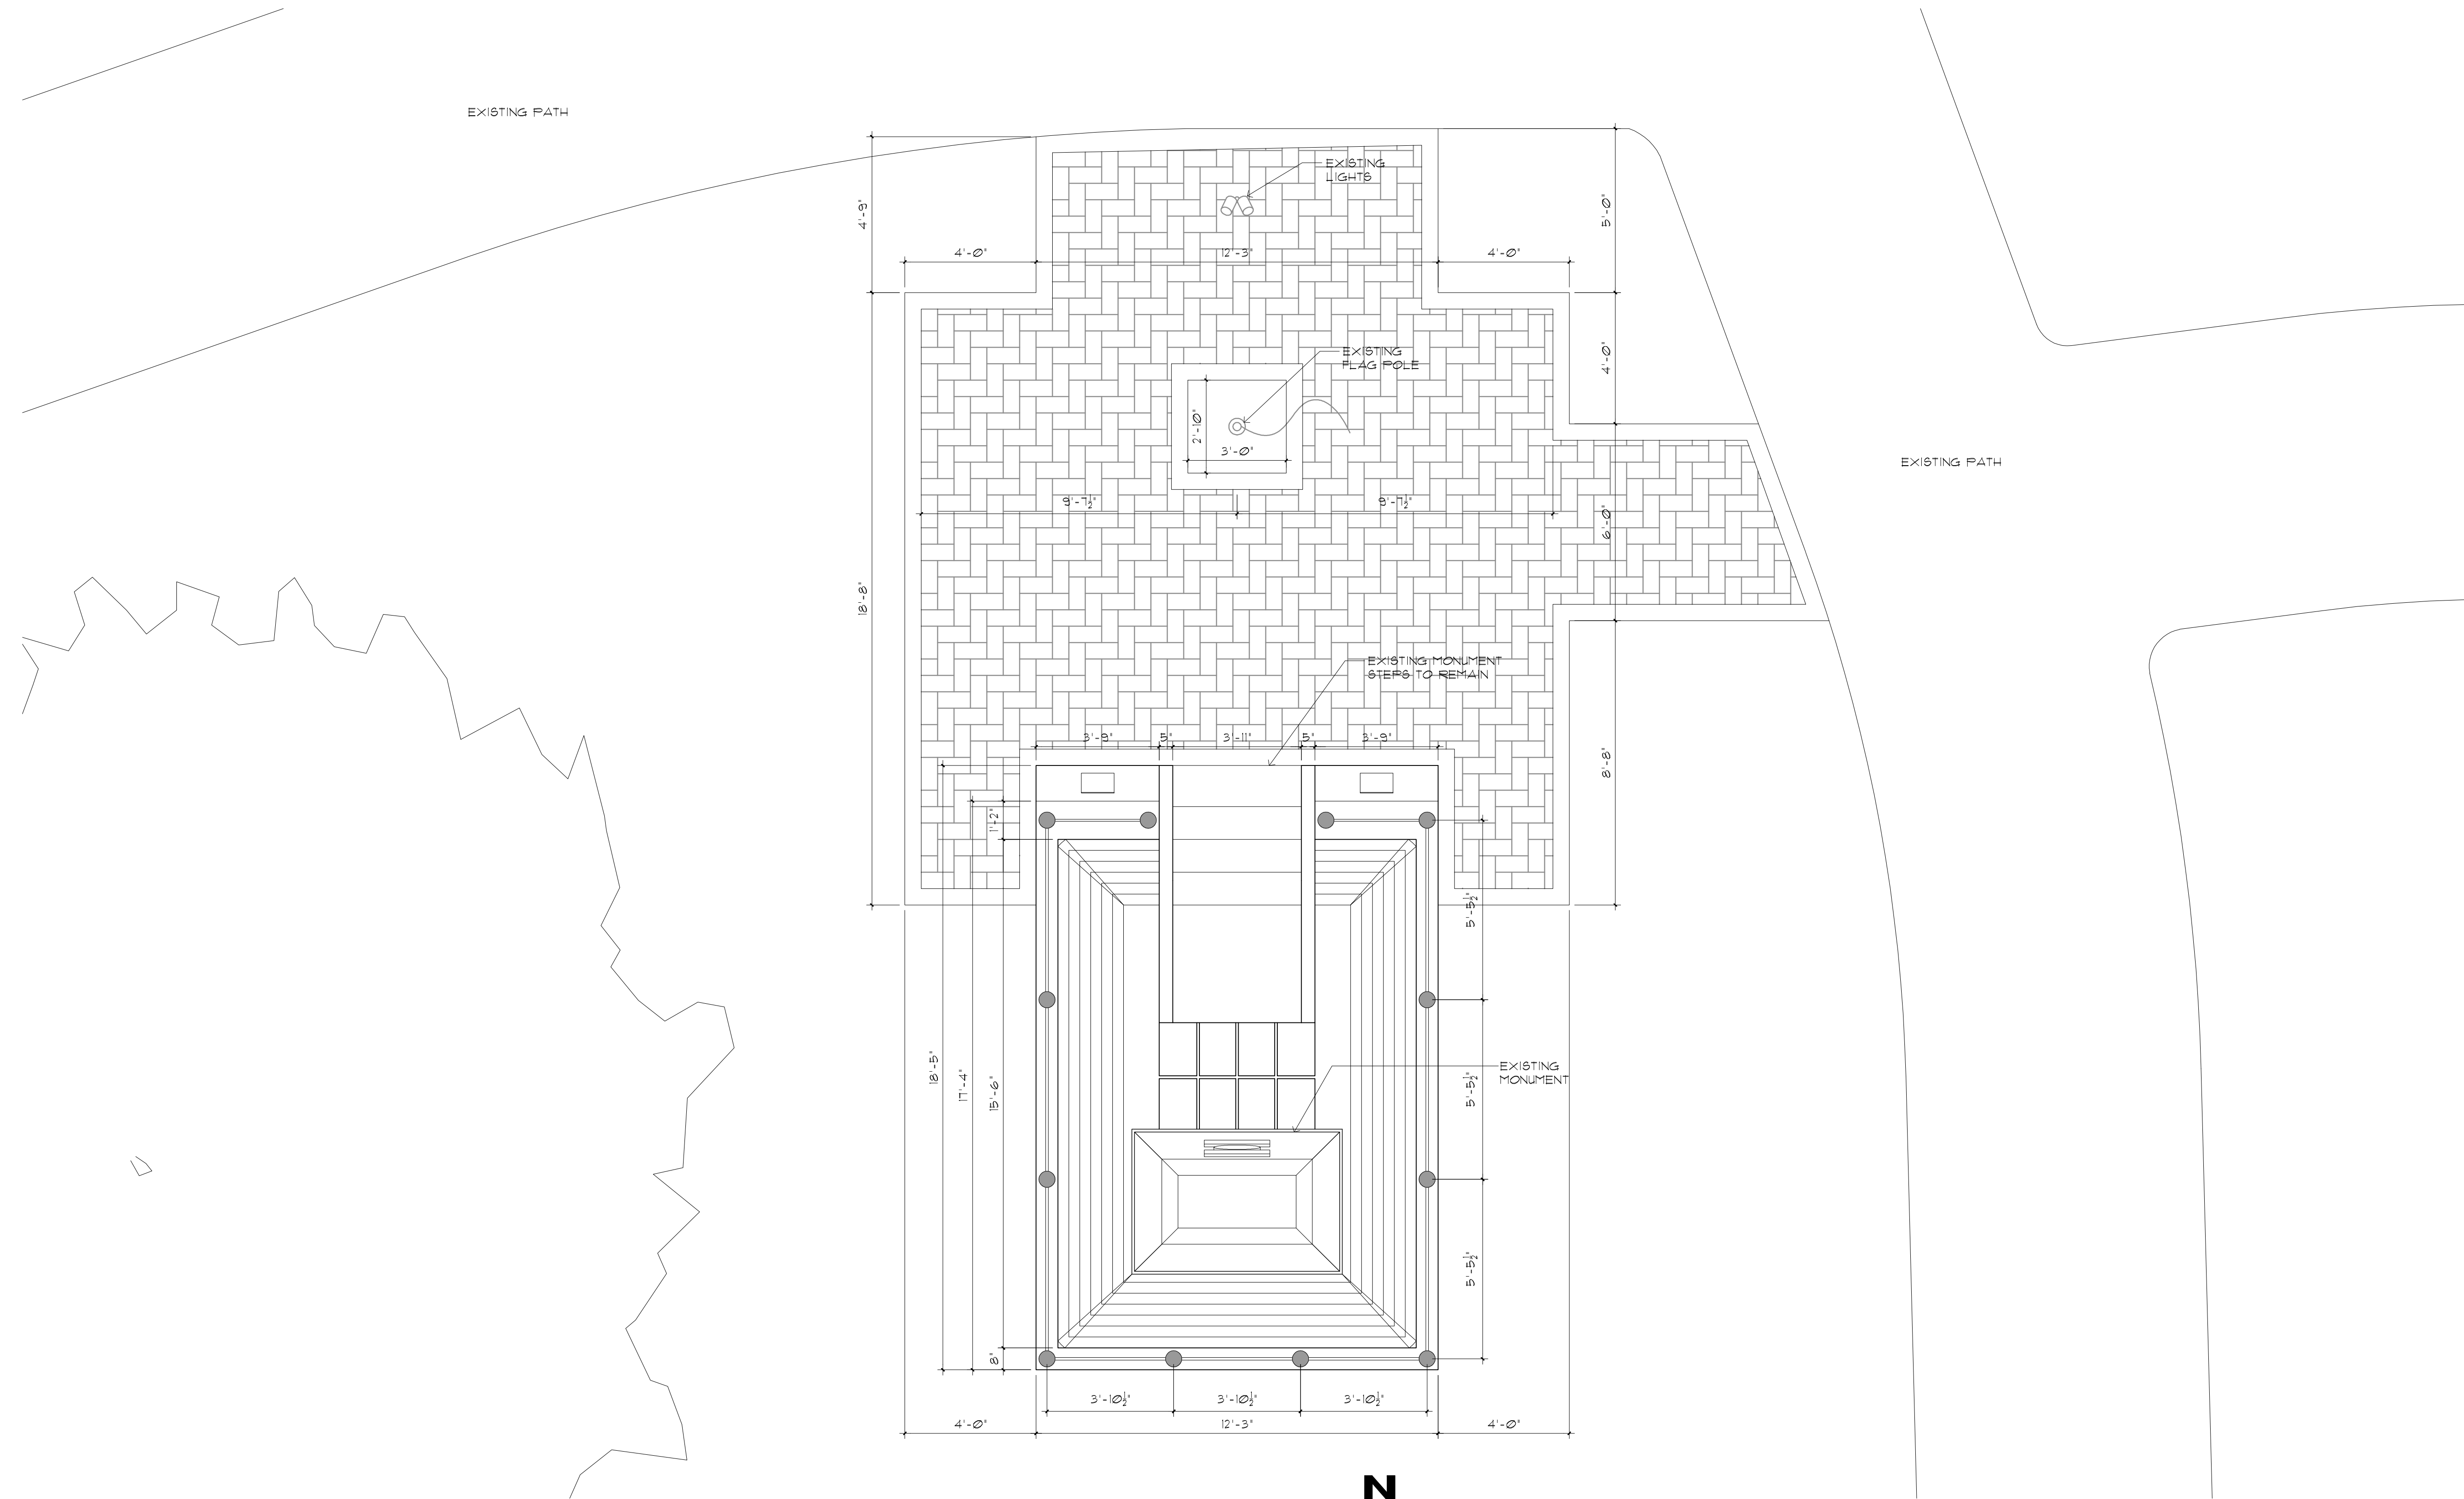 EXISTING PATH
EXISTING
LIGHTS
4'-9"
5'-0"
4'-0"
12'-3"
4'-0"
EXISTING
FLAG POLE
4'-0"
2'-10"
3'-0"
EXISTING PATH
9'-7½"
9'-7½"
6'-0"
18'-8"
EXISTING MONUMENT
STEPS TO REMAIN
3'-9"
5"
3'-11"
5"
3'-9"
8'-8"
1'-2"
5'-5½"
18'-5"
17'-4"
15'-6"
EXISTING
MONUMENT
5'-5½"
5'-5½"
8"
3'-10½"
3'-10½"
3'-10½"
4'-0"
12'-3"
4'-0"
N